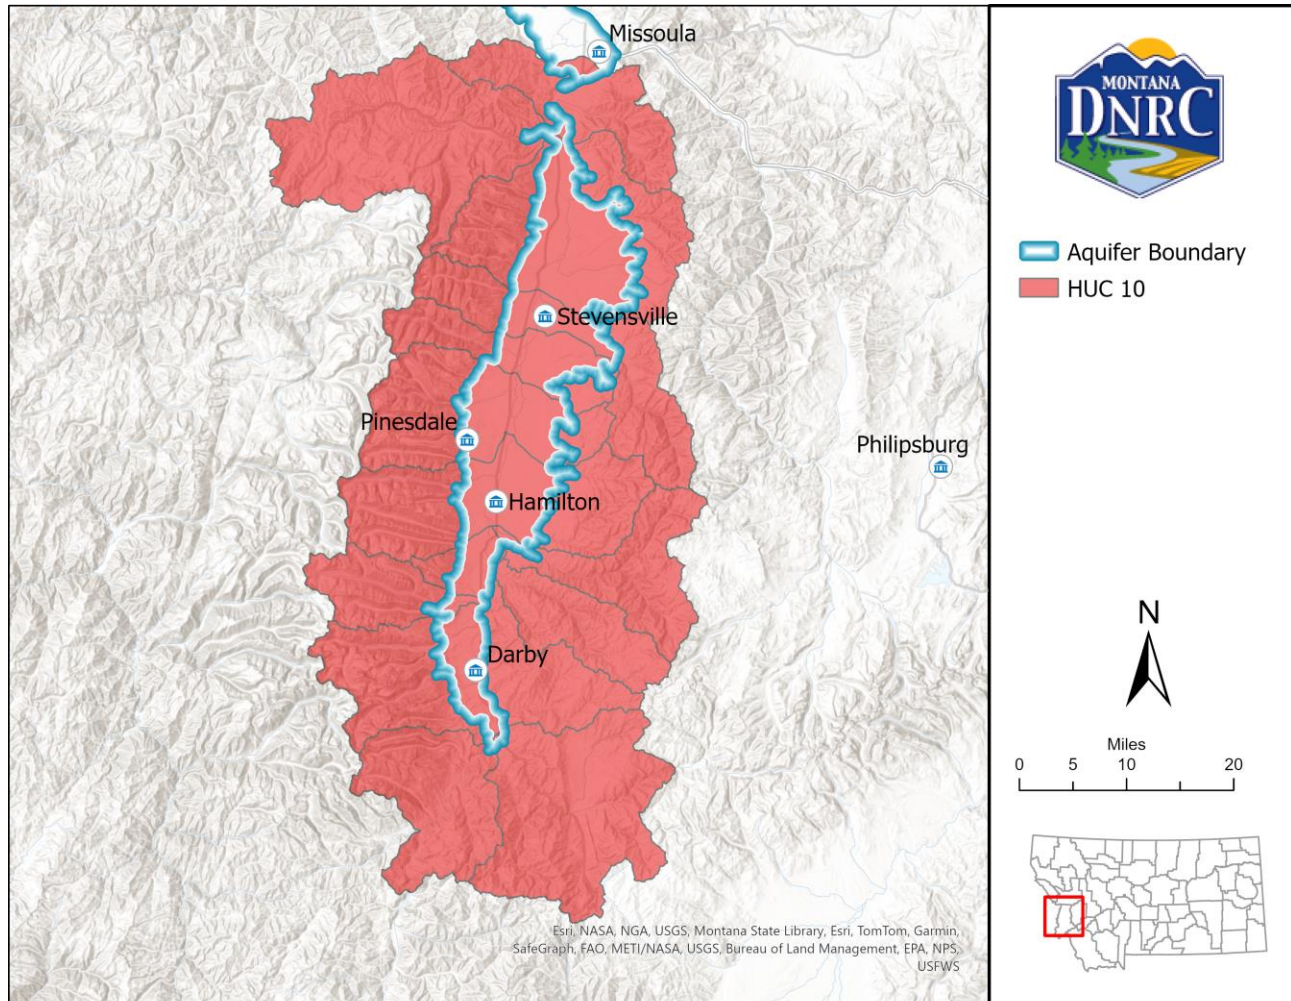 Missoula
Stevensville
Pinesdale
Philipsburg
Hamilton
Darby
Esri, NASA, NGA, USGS, Montana State Library, Esri, TomTom, Garmin,
SafeGraph, FAO, METI/NASA, USGS, Bureau of Land Management, EPA, NPS,
USFWS
MONTANA
DNRC
Aquifer Boundary
HUC 10
N
Miles
0 5 10 20